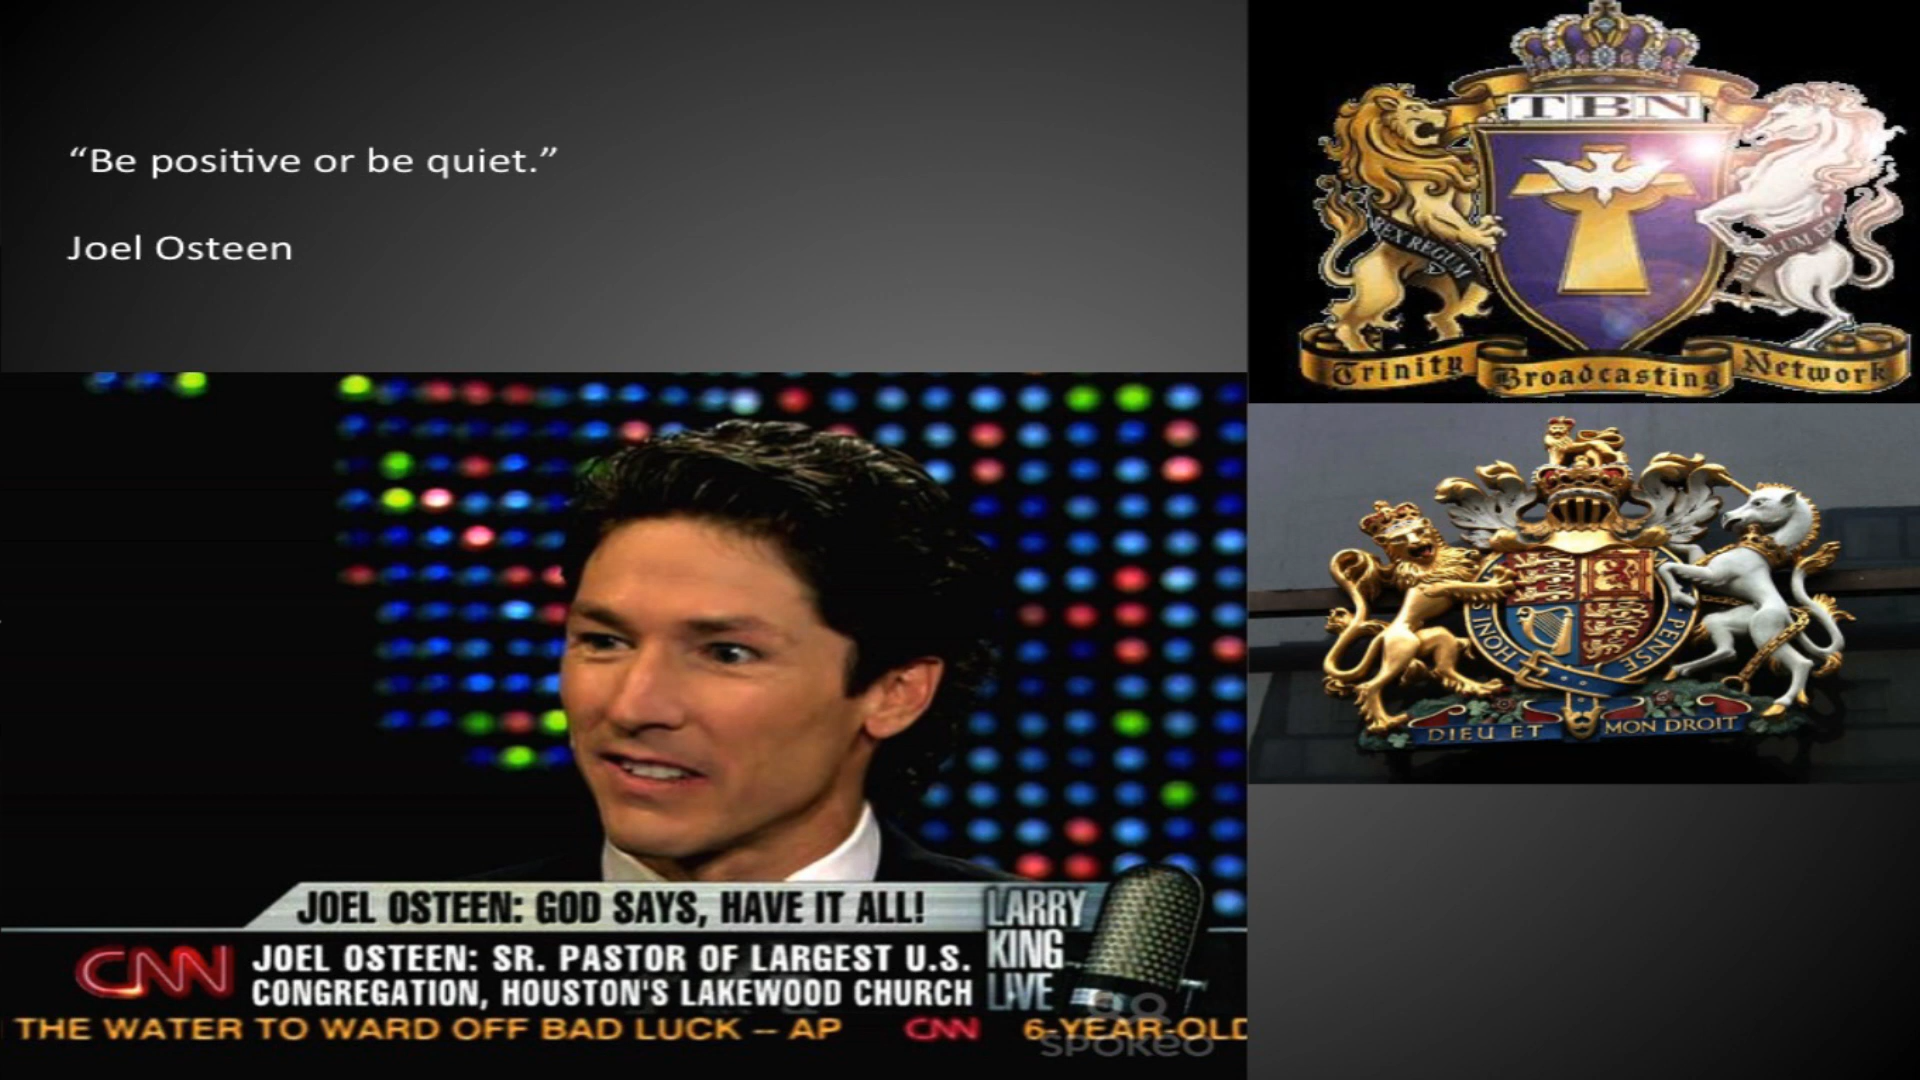 “Be positive or be quiet.”
Joel Osteen
TBN
REX REGUM
Trinity Broadcasting Network
HONI
PENSE
DIEU ET MON DROIT
JOEL OSTEEN: GOD SAYS, HAVE IT ALL!
LARRY
KING
LIVE
CNN
JOEL OSTEEN: SR. PASTOR OF LARGEST U.S.
CONGREGATION, HOUSTON'S LAKEWOOD CHURCH
THE WATER TO WARD OFF BAD LUCK -- AP CNN 6-YEAR-OLD
SPOKEO